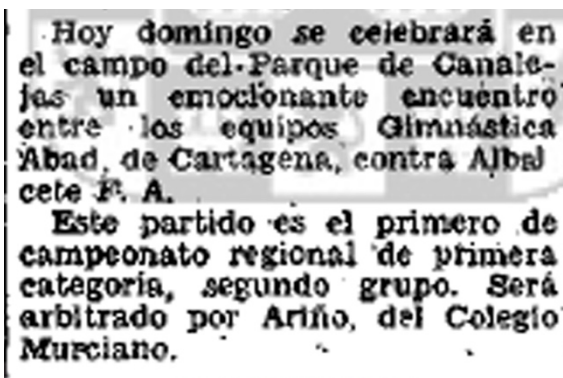 Hoy domingo se celebrará en
el campo del Parque de Canale-
jas un emocionante encuentro
entre los equipos Gimnástica
Abad, de Cartagena, contra Albal
cete F. A.
Este partido es el primero de
campeonato regional de primera
categoría, segundo grupo. Será
arbitrado por Ariño, del Colegio
Murciano.